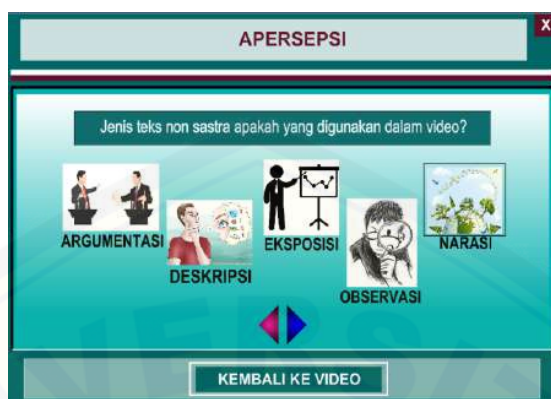 APERSEPSI
X
Jenis teks non sastra apakah yang digunakan dalam video?
ARGUMENTASI
DESKRIPSI
EKSPOSISI
OBSERVASI
NARASI
KEMBALI KE VIDEO